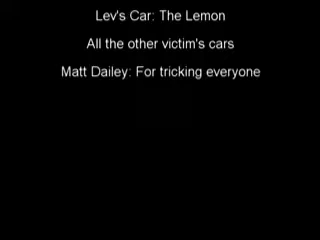 Lev's Car: The Lemon
All the other victim's cars
Matt Dailey: For tricking everyone